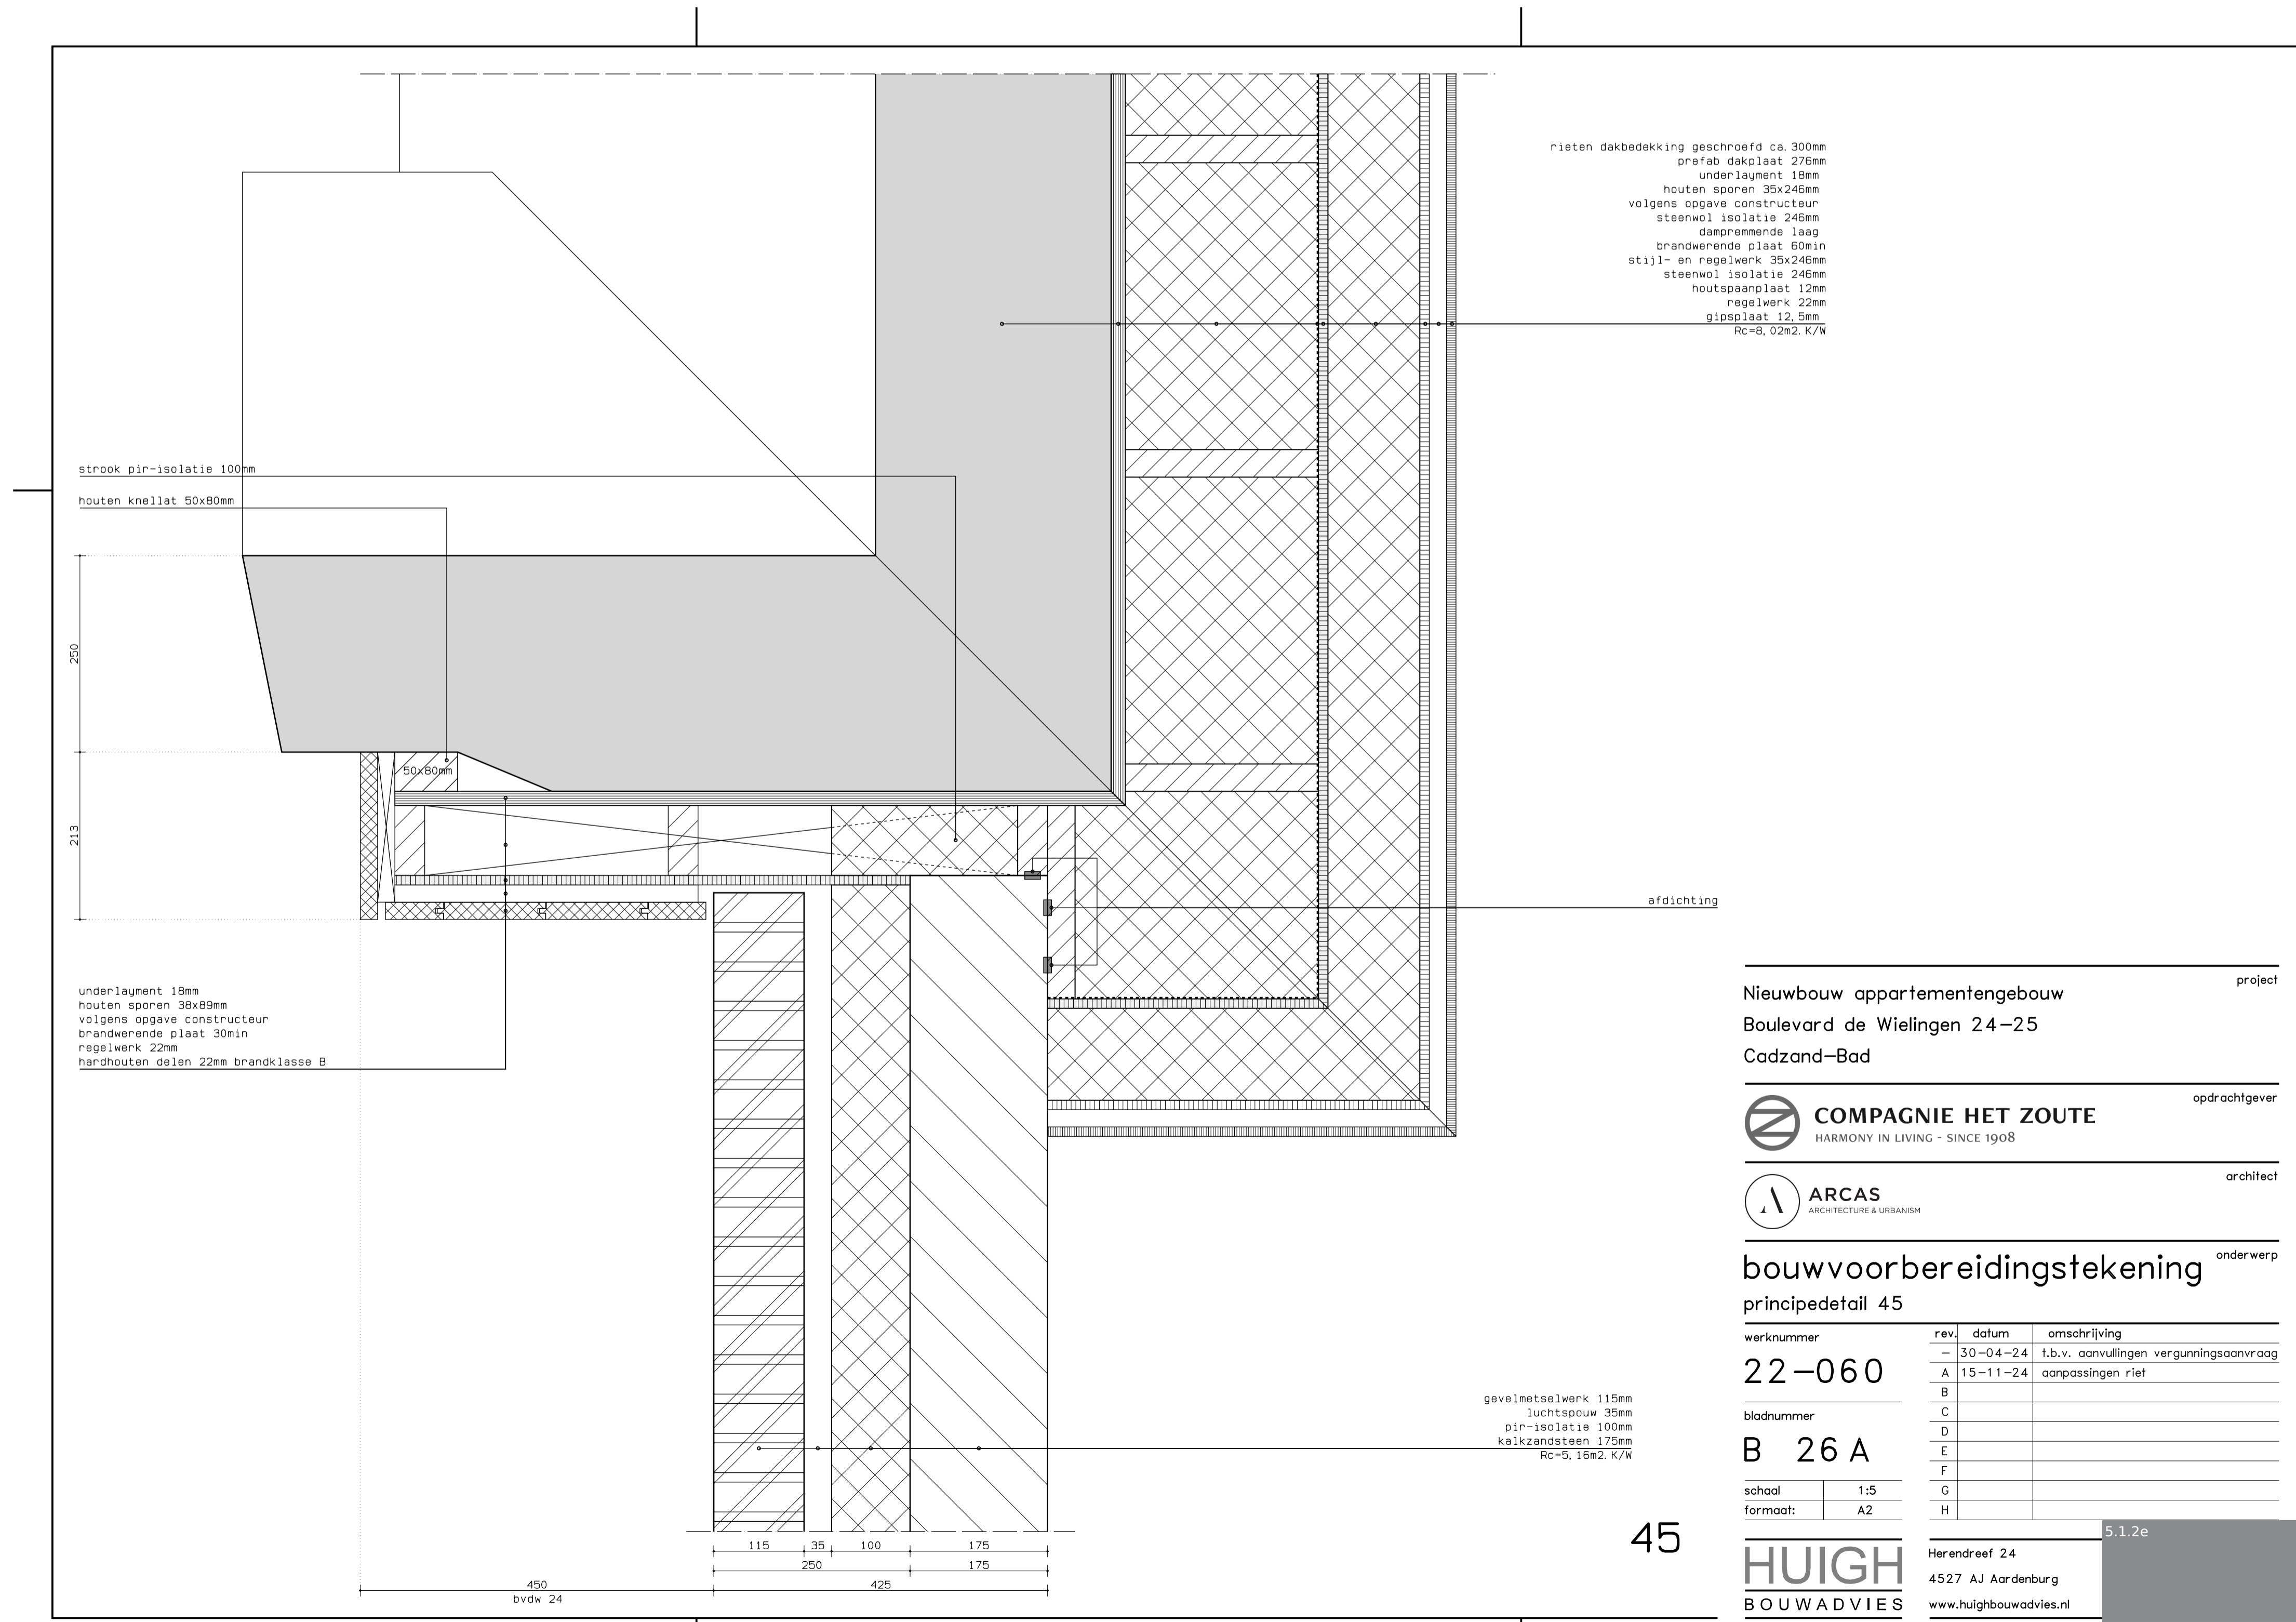 rieten dakbedekking geschroefd ca. 300mm
prefab dakplaat 276mm
underlayment 18mm
houten sporen 35x246mm
volgens opgave constructeur
steenwol isolatie 246mm
dampremmende laag
brandwerende plaat 60min
stijl- en regelwerk 35x246mm
steenwol isolatie 246mm
houtspaanplaat 12mm
regelwerk 22mm
gipsplaat 12,5mm
Rc=8,02m2.K/W
strook pir-isolatie 100mm
houten knellat 50x80mm
250
50x80mm
213
afdichting
underlayment 18mm
houten sporen 38x89mm
volgens opgave constructeur
brandwerende plaat 30min
regelwerk 22mm
hardhouten delen 22mm brandklasse B
gevelmetselwerk 115mm
luchtspouw 35mm
pir-isolatie 100mm
kalkzandsteen 175mm
Rc=5,16m2.K/W
115 35 100 175
250 175
450 425
bvdw 24
45
project
Nieuwbouw appartementengebouw
Boulevard de Wielingen 24-25
Cadzand-Bad
opdrachtgever
COMPAGNIE HET ZOUTE
HARMONY IN LIVING - SINCE 1908
architect
ARCAS
ARCHITECTURE & URBANISM
onderwerp
bouwvoorbereidingstekening
principedetail 45
werknummer
22-060
bladnummer
B 26 A
schaal 1:5
formaat: A2
rev. datum omschrijving
- 30-04-24 t.b.v. aanvullingen vergunningsaanvraag
A 15-11-24 aanpassingen riet
B
C
D
E
F
G
H
HUIGH
BOUWADVIES
Herendreef 24
4527 AJ Aardenburg
www.huighbouwadvies.nl
5.1.2e